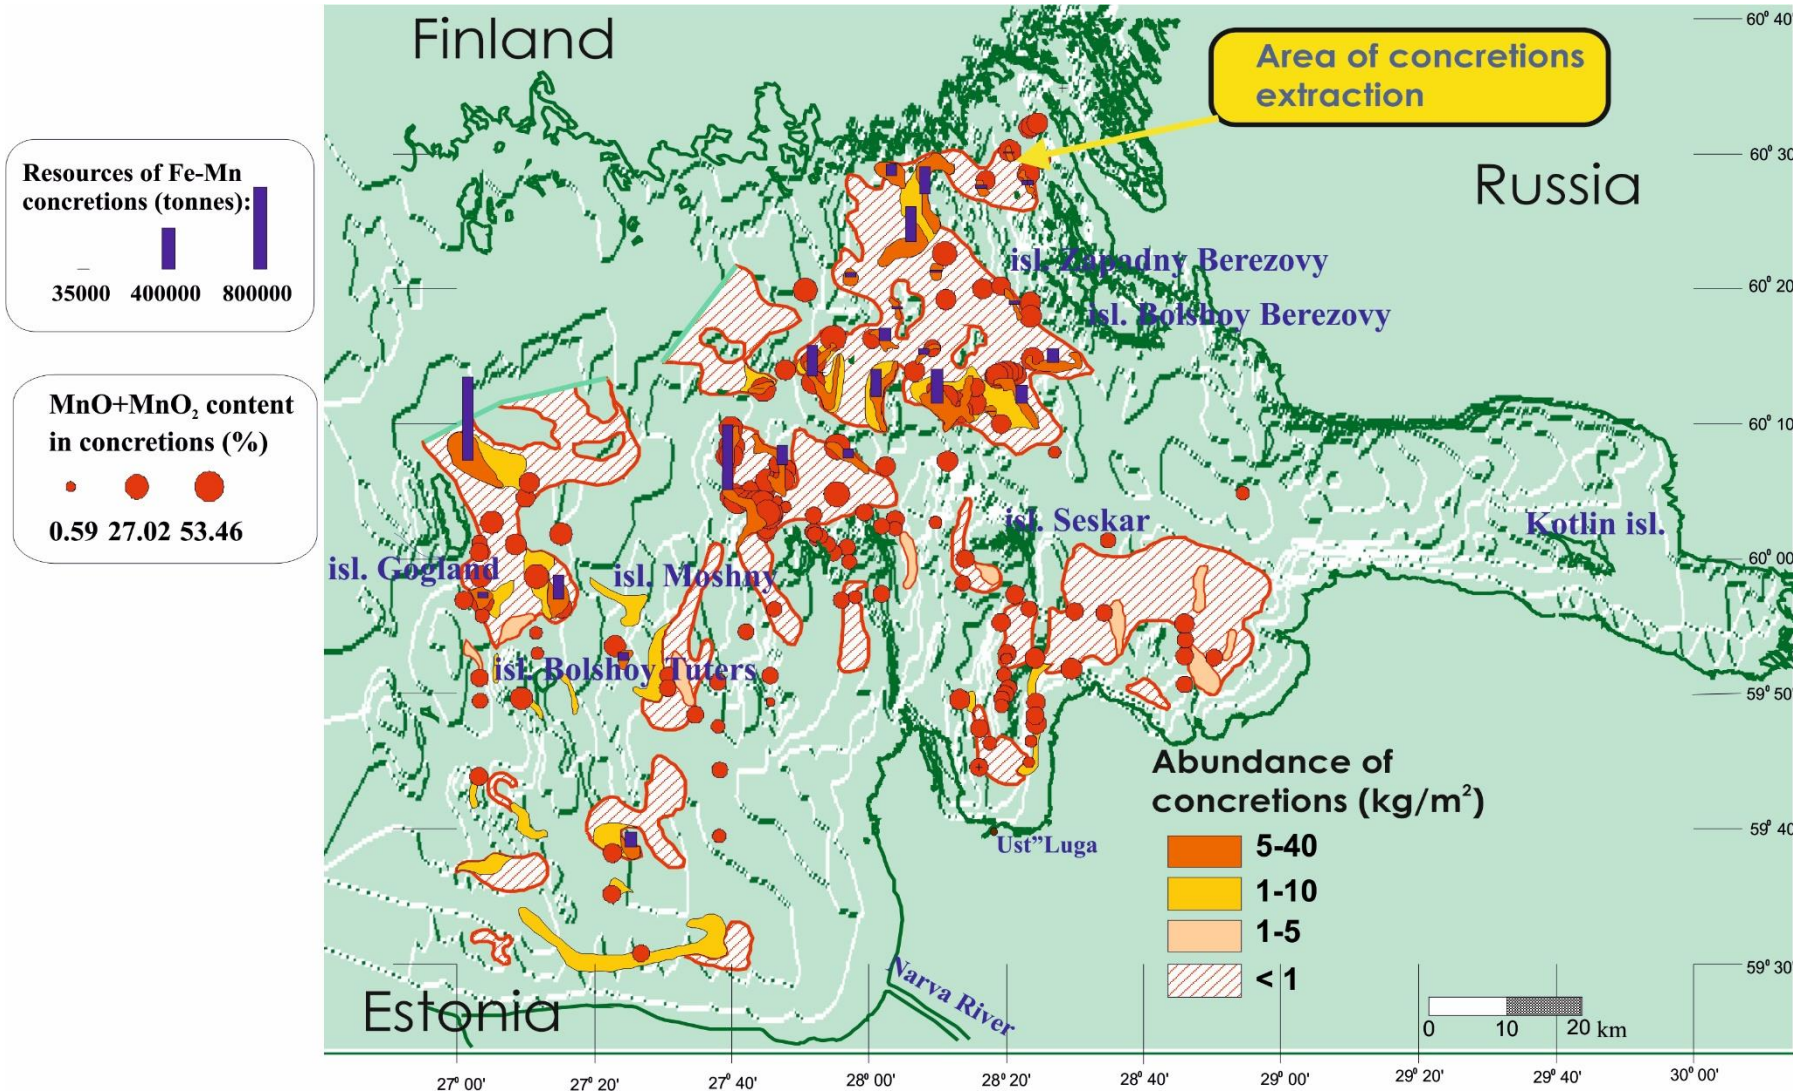 Finland
Area of concretions
extraction
Russia
Resources of Fe-Mn
concretions (tonnes):
35000 400000 800000
MnO+MnO₂ content
in concretions (%)
0.59 27.02 53.46
isl. Zapadny Berezovy
isl. Bolshoy Berezovy
isl. Seskar
Kotlin isl.
isl. Gogland
isl. Moshny
isl. Bolshoy Tuters
Ust"Luga
Narva River
Estonia
Abundance of
concretions (kg/m²)
5-40
1-10
1-5
< 1
0 10 20 km
60° 40'
60° 30'
60° 20'
60° 10'
60° 00'
59° 50'
59° 40'
59° 30'
27° 00' 27° 20' 27° 40' 28° 00' 28° 20' 28° 40' 29° 00' 29° 20' 29° 40' 30° 00'